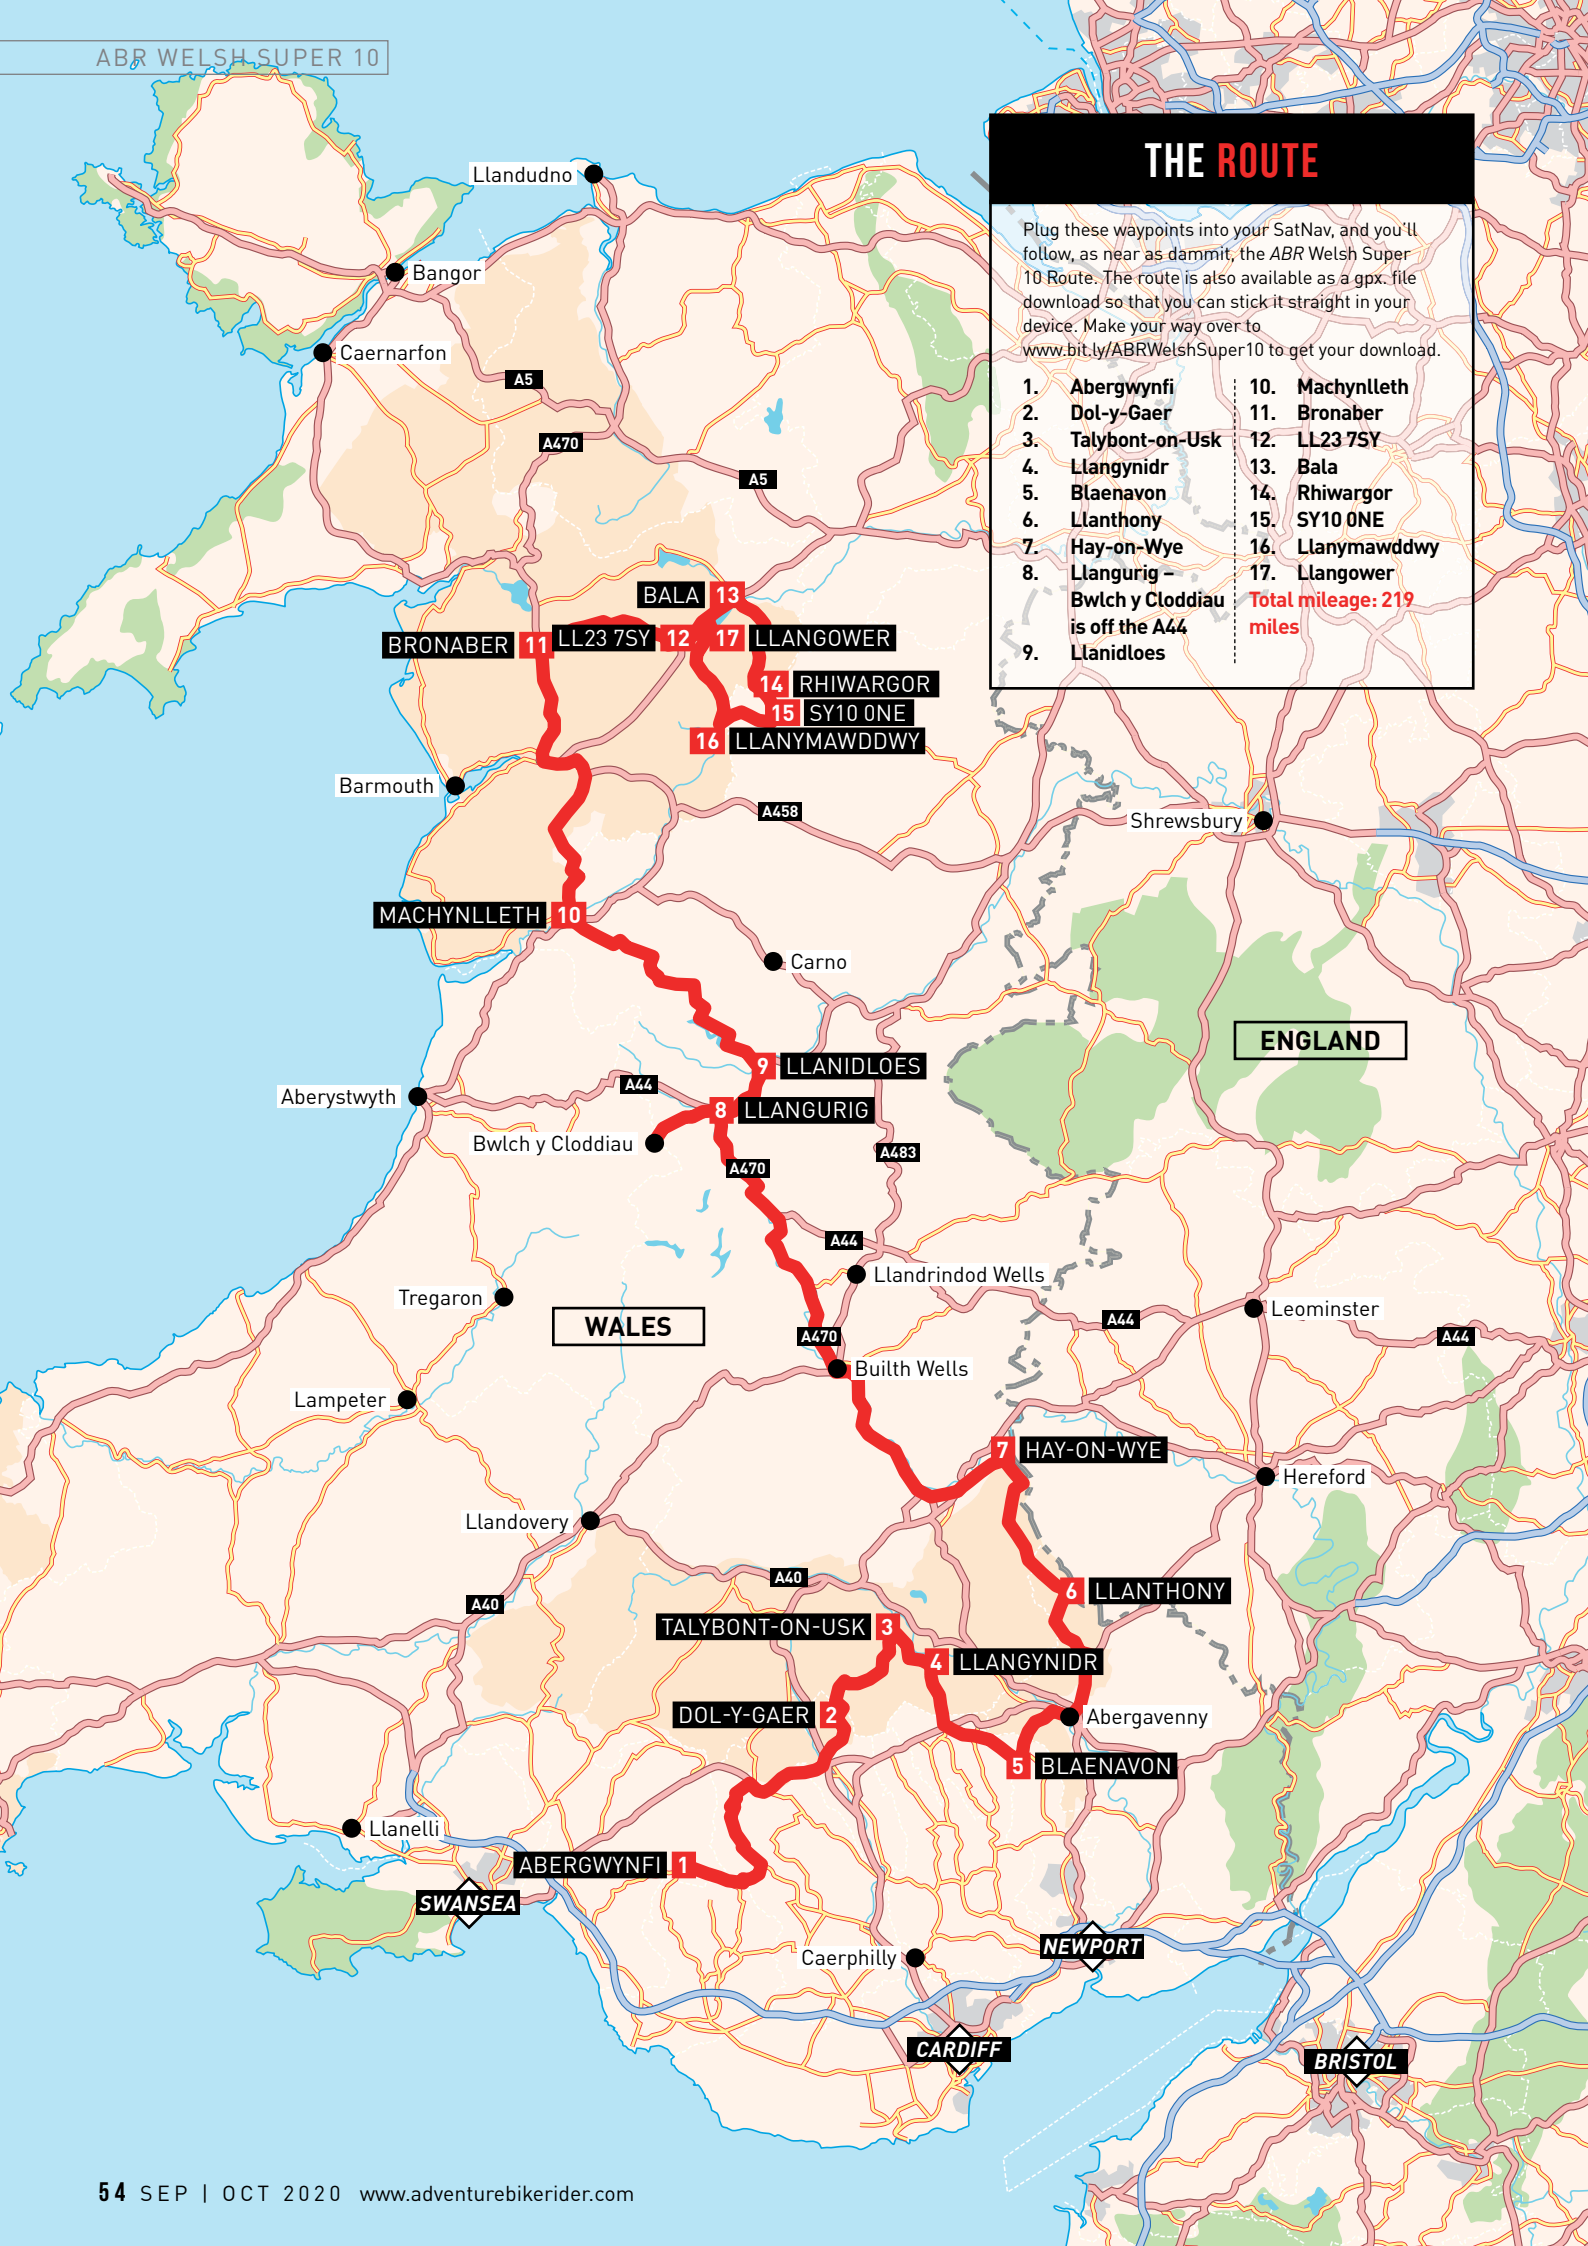 ABR WELSH SUPER 10
THE ROUTE
Plug these waypoints into your SatNav, and you'll
follow, as near as dammit, the ABR Welsh Super
10 Route. The route is also available as a gpx. file
download so that you can stick it straight in your
device. Make your way over to
www.bit.ly/ABRWelshSuper10 to get your download.
1. Abergwynfi
2. Dol-y-Gaer
3. Talybont-on-Usk
4. Llangynidr
5. Blaenavon
6. Llanthony
7. Hay-on-Wye
8. Llangurig –
Bwlch y Cloddiau
is off the A44
9. Llanidloes
10. Machynlleth
11. Bronaber
12. LL23 7SY
13. Bala
14. Rhiwargor
15. SY10 0NE
16. Llanymawddwy
17. Llangower
Total mileage: 219
miles
Llandudno
Bangor
Caernarfon
A5
A470
A5
BALA 13
BRONABER 11
LL23 7SY 12
17 LLANGOWER
14 RHIWARGOR
15 SY10 0NE
16 LLANYMAWDDWY
Barmouth
A458
Shrewsbury
MACHYNLLETH 10
Carno
ENGLAND
9 LLANIDLOES
A44
Aberystwyth
8 LLANGURIG
Bwlch y Cloddiau
A483
A470
A44
Llandrindod Wells
Tregaron
WALES
Leominster
A44
A44
A470
Builth Wells
Lampeter
7 HAY-ON-WYE
Hereford
Llandovery
A40
A40
6 LLANTHONY
TALYBONT-ON-USK 3
4 LLANGYNIDR
DOL-Y-GAER 2
Abergavenny
5 BLAENAVON
Llanelli
ABERGWYNFI 1
SWANSEA
Caerphilly
NEWPORT
CARDIFF
BRISTOL
54 SEP | OCT 2020 www.adventurebikerider.com